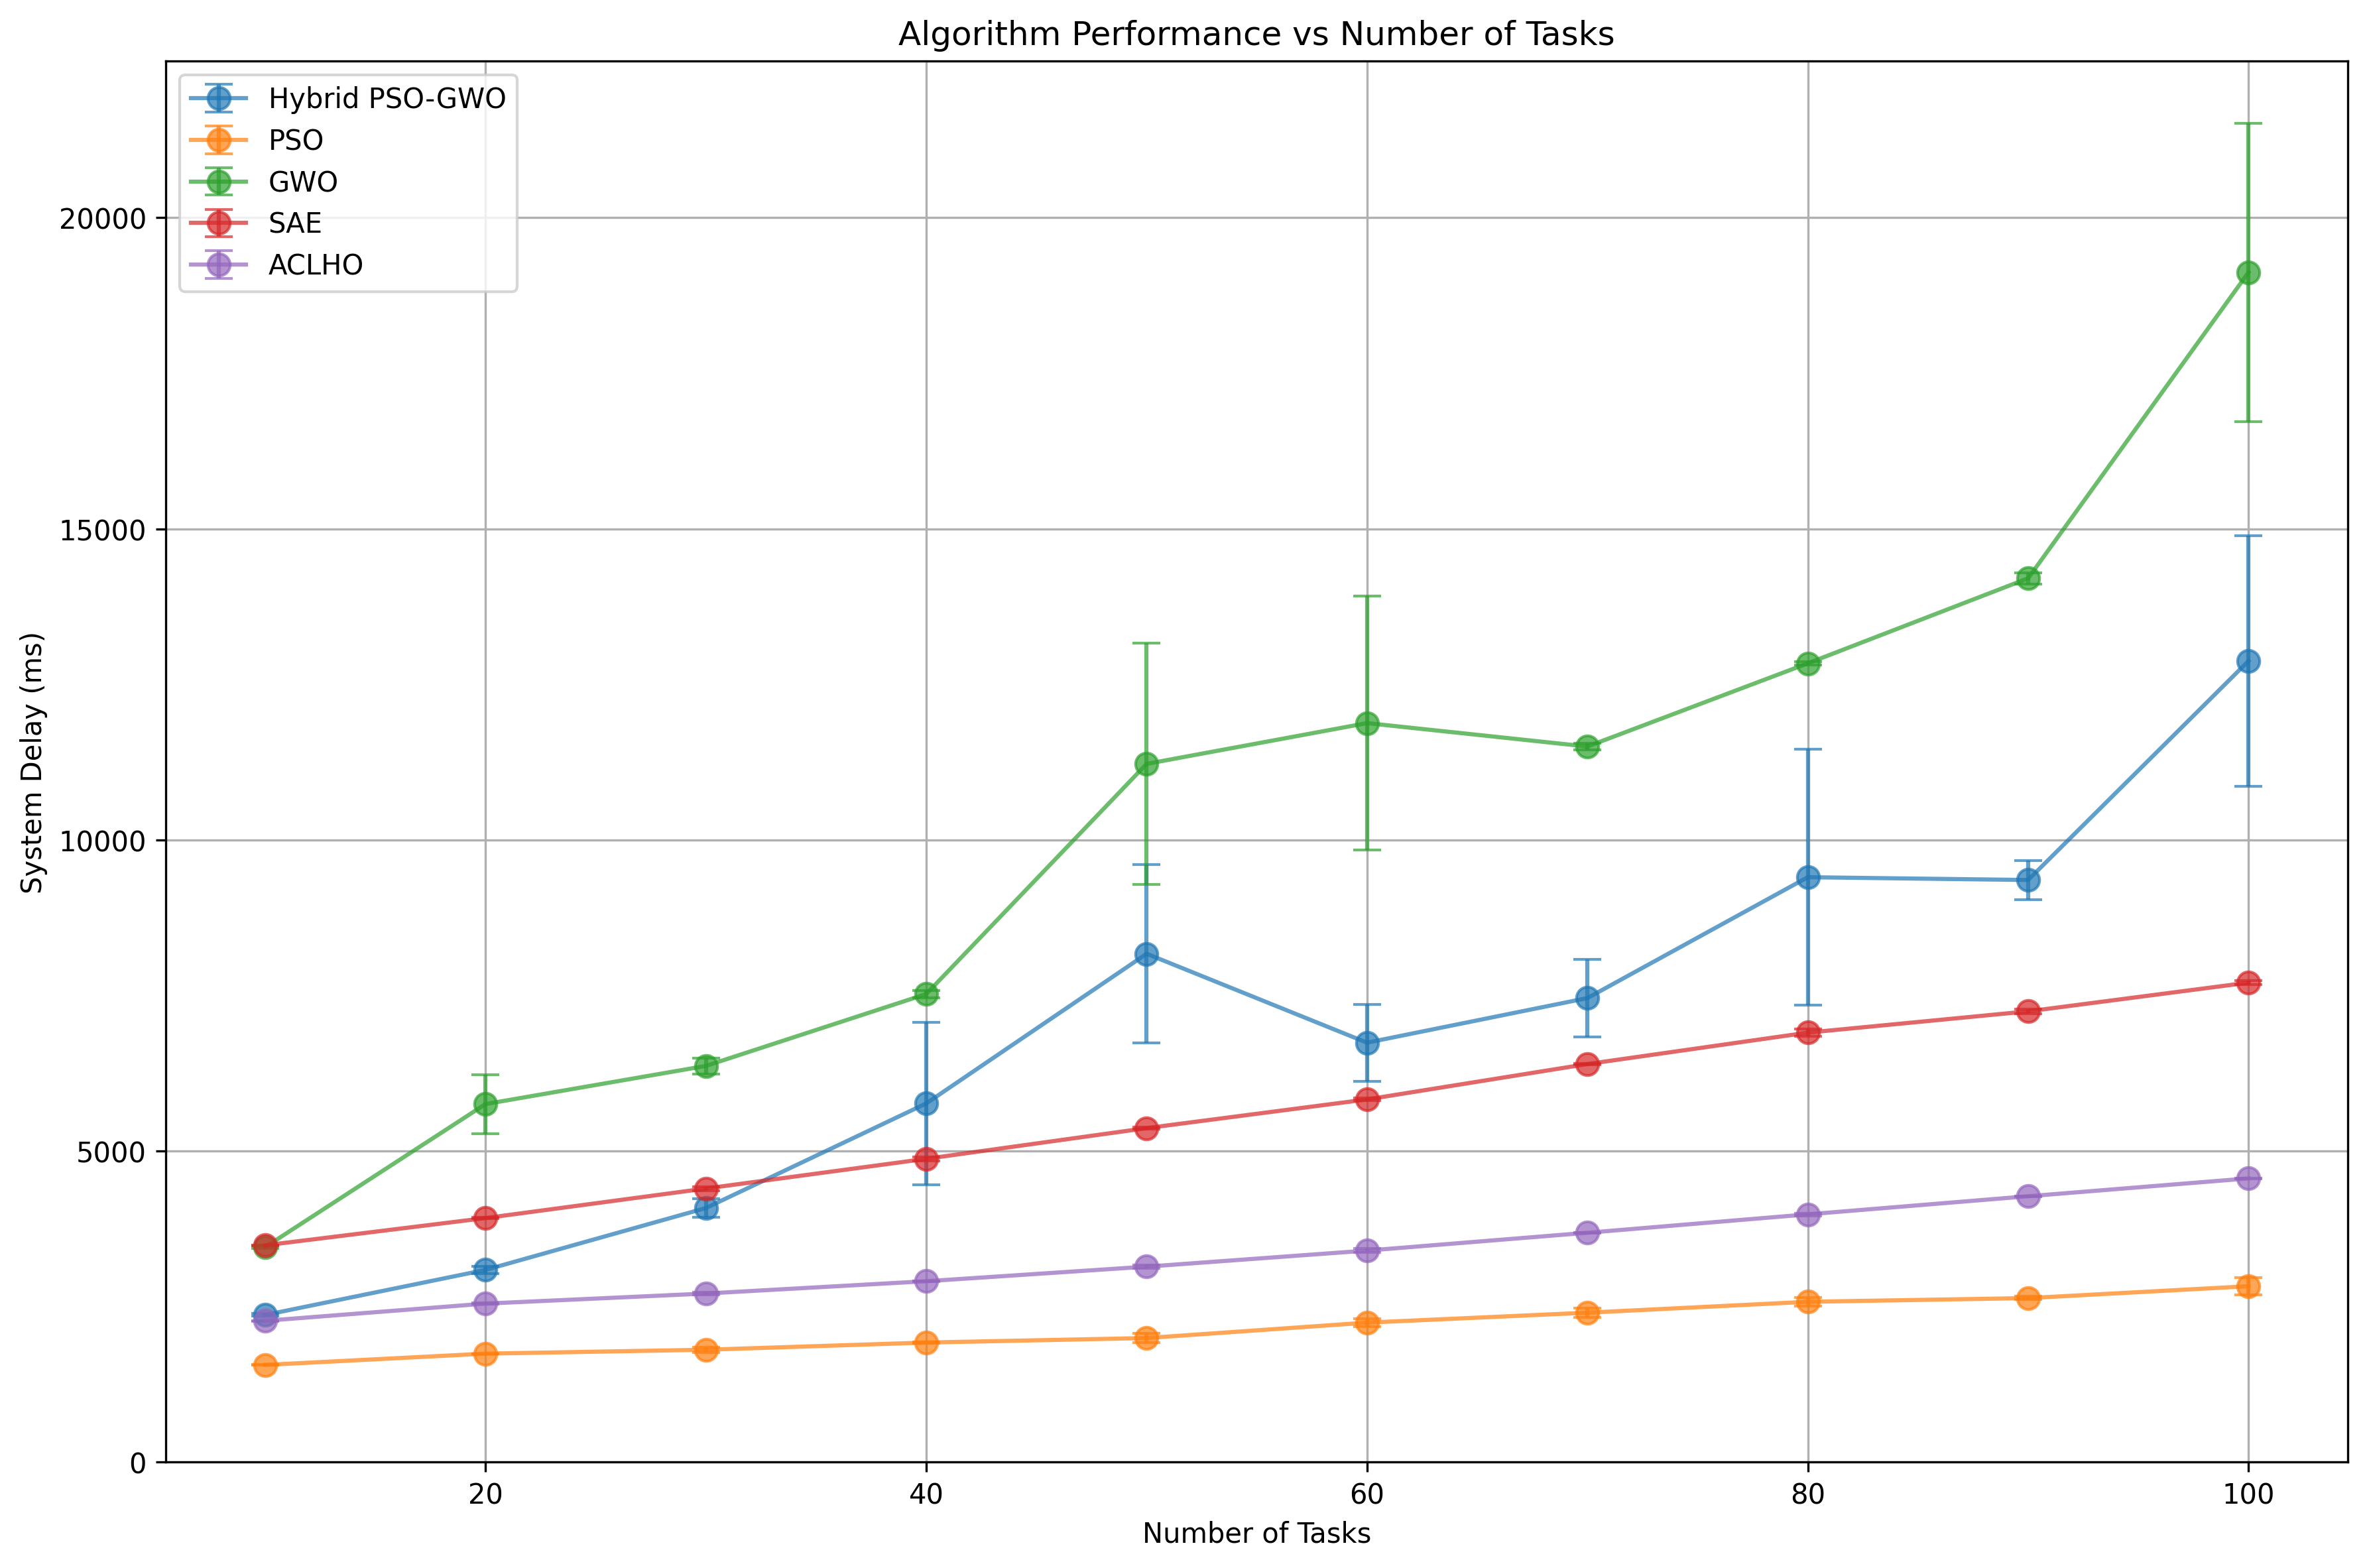 Algorithm Performance vs Number of Tasks
Hybrid PSO-GWO
PSO
GWO
SAE
ACLHO
System Delay (ms)
20000
15000
10000
5000
0
20 40 60 80 100
Number of Tasks